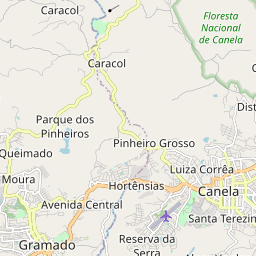 Caracol
Floresta
Nacional
de Canela
Caracol
Dist
Parque dos
Pinheiros
Pinheiro Grosso
Queimado
Luiza Corrêa
Moura
Hortênsias
Canela
Avenida Central
Santa Terezin
Gramado
Reserva da
Serra